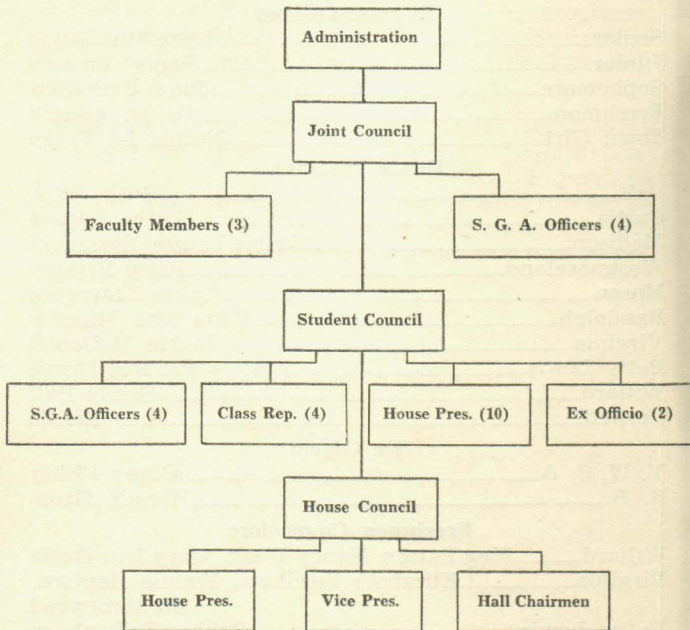 Administration
Joint Council
Faculty Members (3)
S. G. A. Officers (4)
Student Council
S.G.A. Officers (4)
Class Rep. (4)
House Pres. (10)
Ex Officio (2)
House Council
House Pres.
Vice Pres.
Hall Chairmen